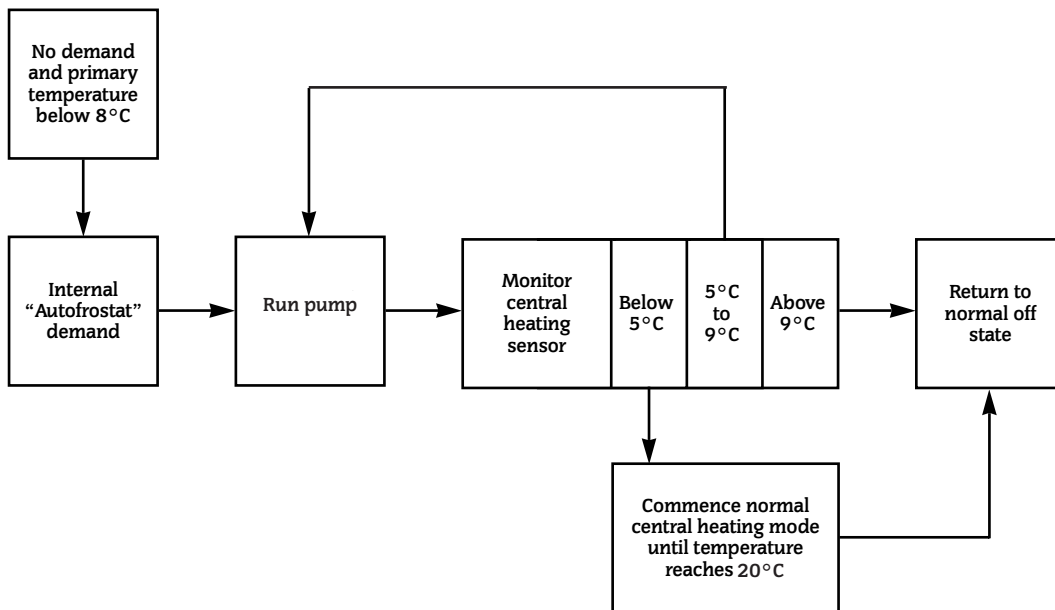 No demand
and primary
temperature
below 8°C
Internal
“Autofrostat”
demand
Run pump
Monitor
central
heating
sensor
Below
5°C
5°C
to
9°C
Above
9°C
Return to
normal off
state
Commence normal
central heating mode
until temperature
reaches 20°C